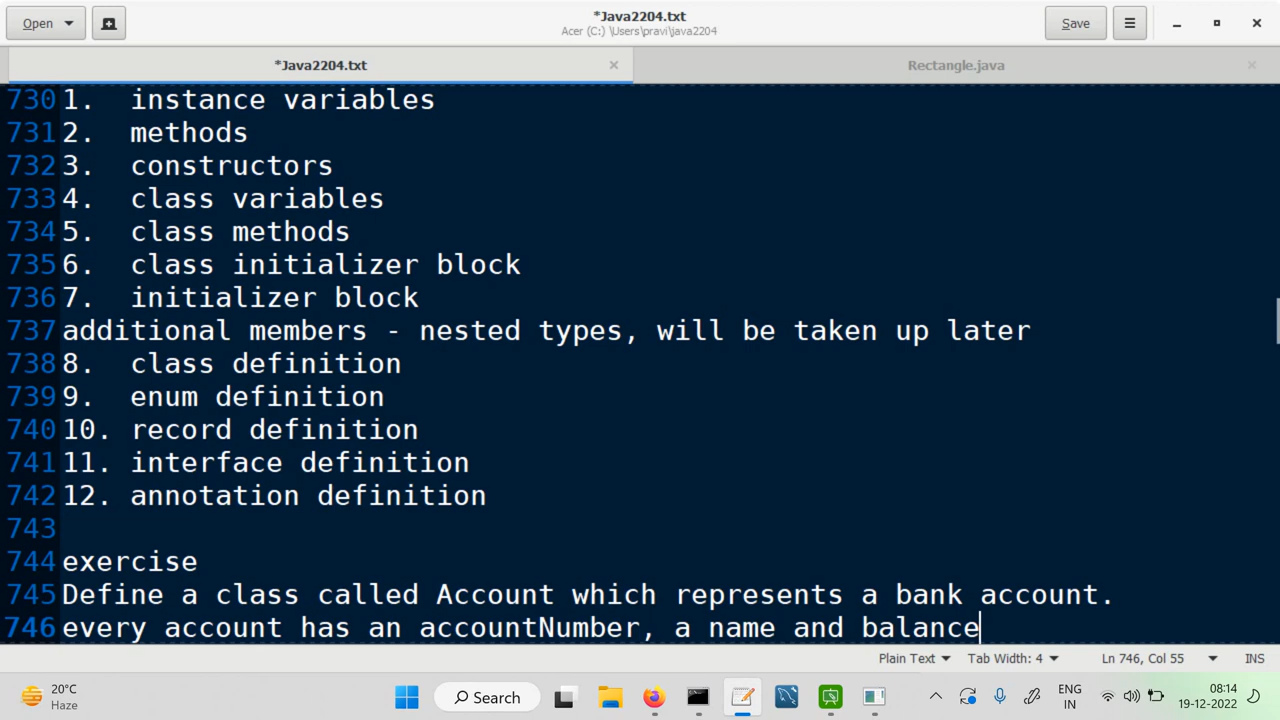 Open
*Java2204.txt
Acer (C:) \Users\pravi\java2204
Save
*Java2204.txt
Rectangle.java
730 1.  instance variables
731 2.  methods
732 3.  constructors
733 4.  class variables
734 5.  class methods
735 6.  class initializer block
736 7.  initializer block
737 additional members - nested types, will be taken up later
738 8.  class definition
739 9.  enum definition
740 10. record definition
741 11. interface definition
742 12. annotation definition
743
744 exercise
745 Define a class called Account which represents a bank account.
746 every account has an accountNumber, a name and balance
Plain Text  Tab Width: 4  Ln 746, Col 55  INS
20°C
Haze
Search
ENG
IN
08:14
19-12-2022